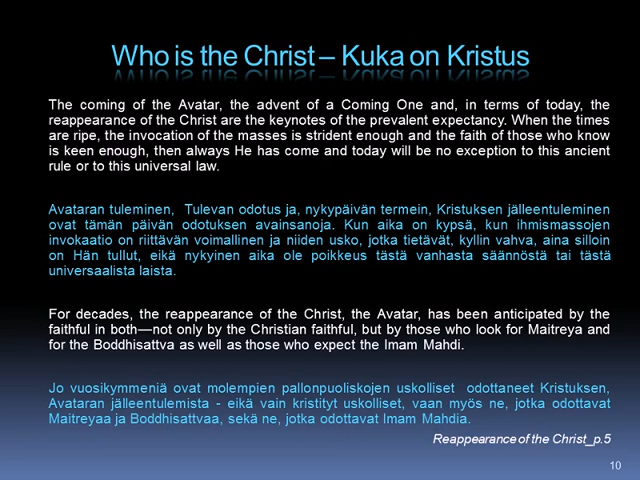 Who is the Christ – Kuka on Kristus
The coming of the Avatar, the advent of a Coming One and, in terms of today, the
reappearance of the Christ are the keynotes of the prevalent expectancy. When the times
are ripe, the invocation of the masses is strident enough and the faith of those who know
is keen enough, then always He has come and today will be no exception to this ancient
rule or to this universal law.
Avataran tuleminen, Tulevan odotus ja, nykypäivän termein, Kristuksen jälleentuleminen
ovat tämän päivän odotuksen avainsanoja. Kun aika on kypsä, kun ihmismassojen
invokaatio on riittävän voimallinen ja niiden usko, jotka tietävät, kyllin vahva, aina silloin
on Hän tullut, eikä nykyinen aika ole poikkeus tästä vanhasta säännöstä tai tästä
universaalista laista.
For decades, the reappearance of the Christ, the Avatar, has been anticipated by the
faithful in both—not only by the Christian faithful, but by those who look for Maitreya and
for the Boddhisattva as well as those who expect the Imam Mahdi.
Jo vuosikymmeniä ovat molempien pallonpuoliskojen uskolliset odottaneet Kristuksen,
Avataran jälleentulemista - eikä vain kristityt uskolliset, vaan myös ne, jotka odottavat
Maitreyaa ja Boddhisattvaa, sekä ne, jotka odottavat Imam Mahdia.
Reappearance of the Christ_p.5
10